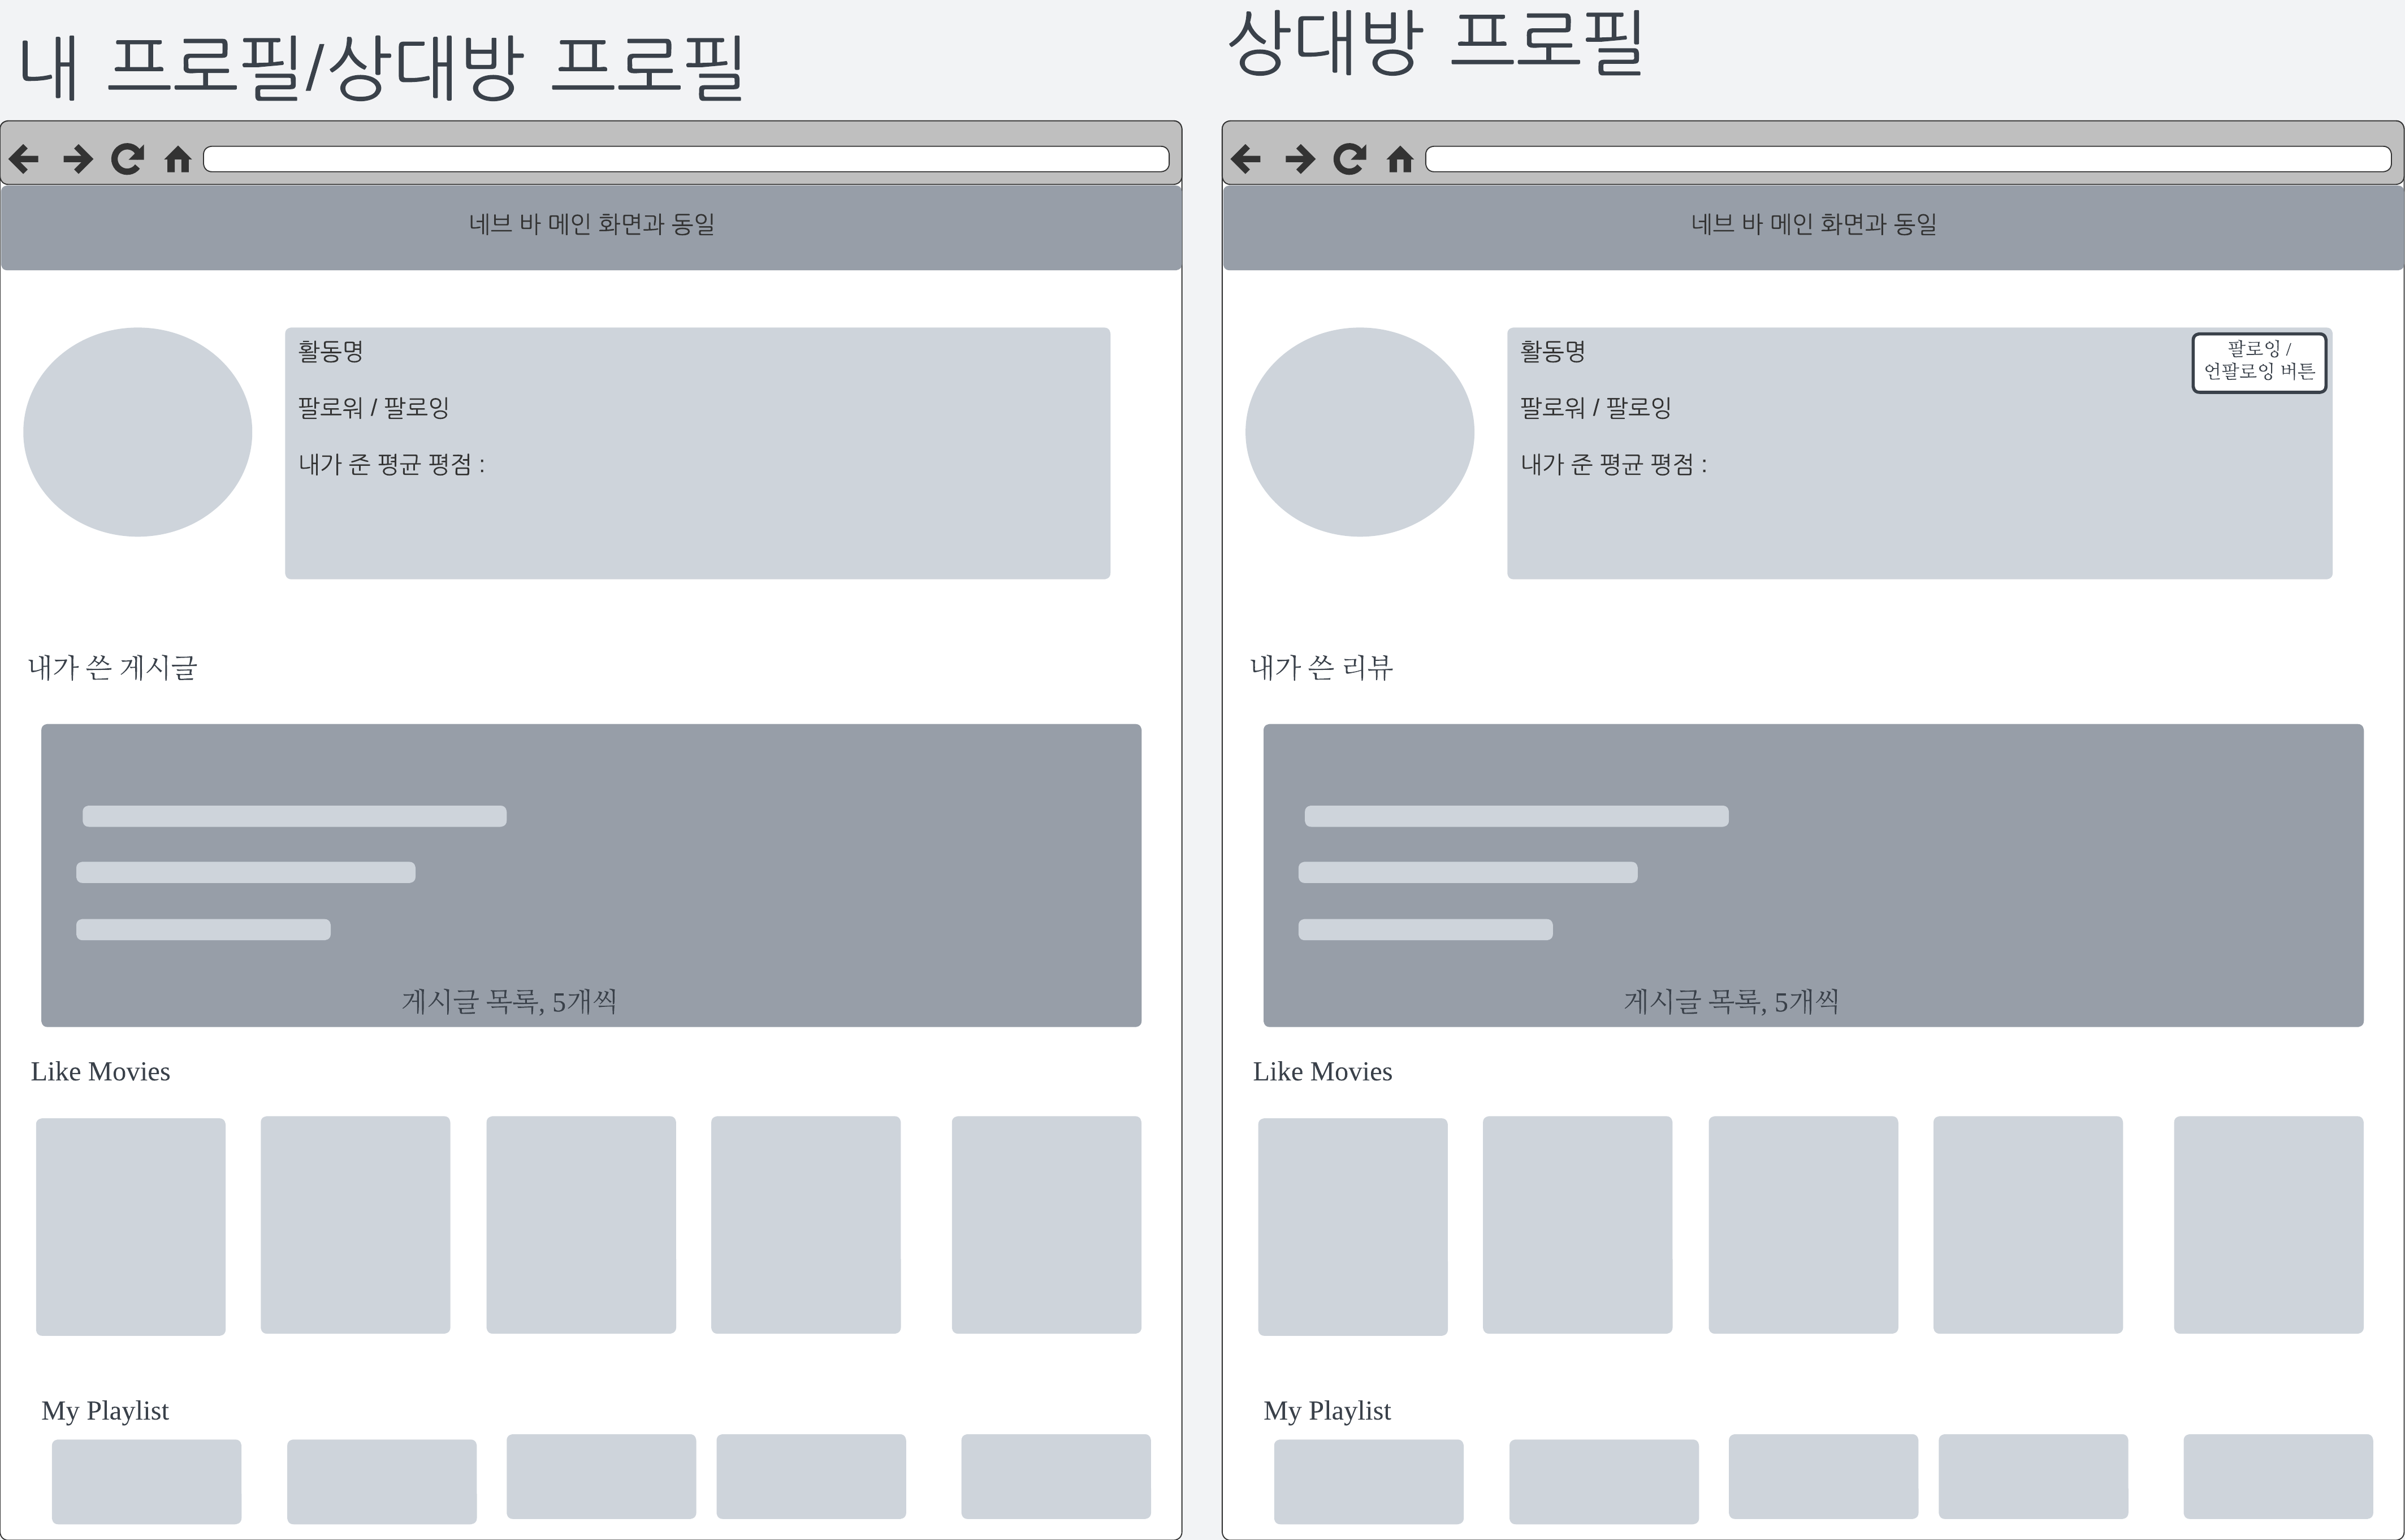 내 프로필/상대방 프로필
네브 바 메인 화면과 동일
활동명
팔로워 / 팔로잉
내가 준 평균 평점 :
내가 쓴 게시글
게시글 목록, 5개씩
Like Movies
My Playlist
상대방 프로필
네브 바 메인 화면과 동일
활동명
팔로잉 /
언팔로잉 버튼
팔로워 / 팔로잉
내가 준 평균 평점 :
내가 쓴 리뷰
게시글 목록, 5개씩
Like Movies
My Playlist